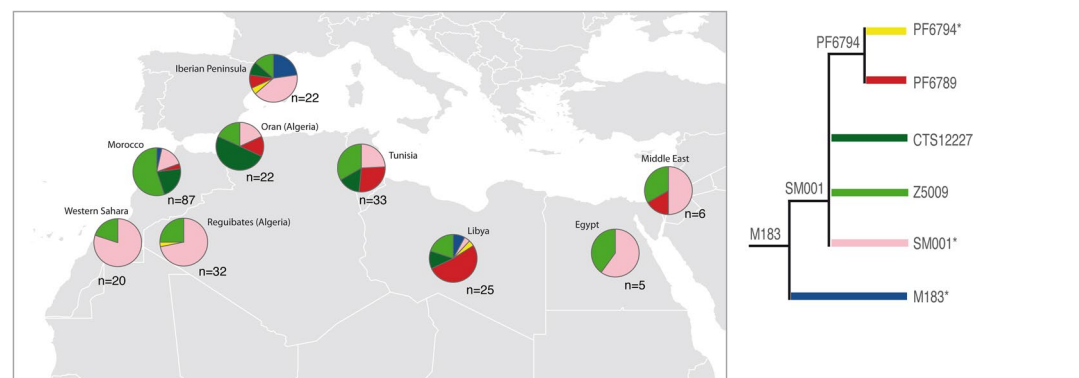 Iberian Peninsula
n=22
Oran (Algeria)
n=22
Morocco
n=87
Tunisia
n=33
Middle East
n=6
Western Sahara
n=20
Reguibates (Algeria)
n=32
Libya
n=25
Egypt
n=5
PF6794*
PF6794
PF6789
CTS12227
SM001
Z5009
M183
SM001*
M183*